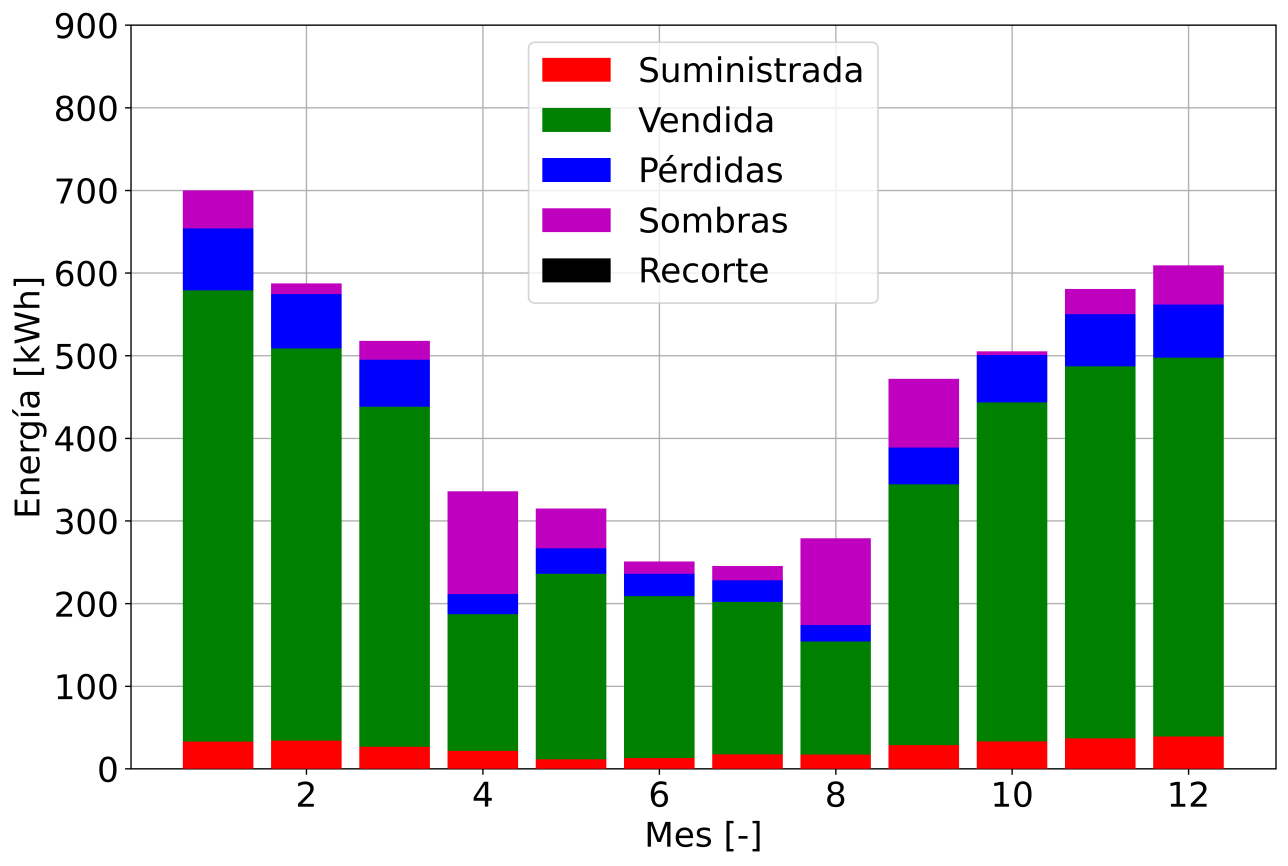 900
800
700
600
500
400
300
200
100
0
Energía [kWh]
Suministrada
Vendida
Pérdidas
Sombras
Recorte
2 4 6 8 10 12
Mes [-]